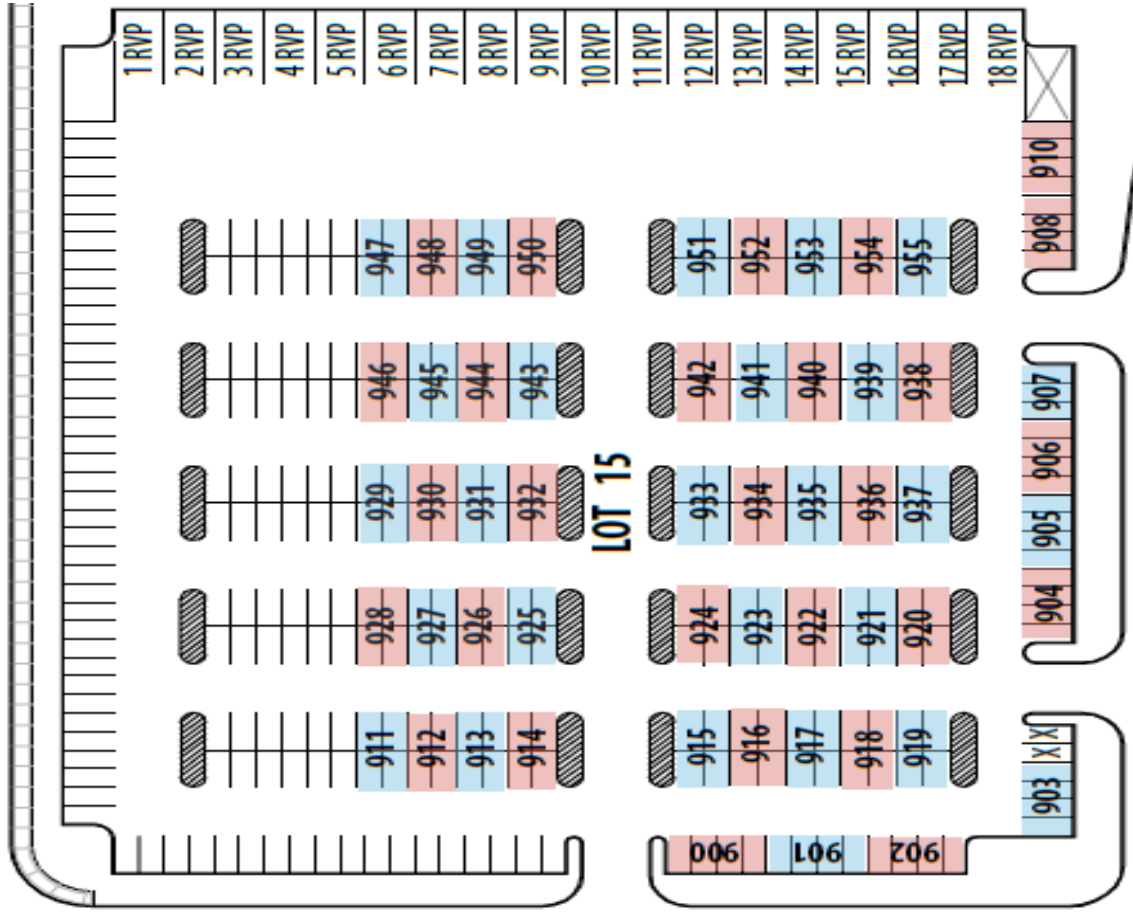 1 RVP
2 RVP
3 RVP
4 RVP
5 RVP
6 RVP
7 RVP
8 RVP
9 RVP
10 RVP
11 RVP
12 RVP
13 RVP
14 RVP
15 RVP
16 RVP
17 RVP
18 RVP
910
908
947 948 949 950 951 952 953 954 955
946 945 944 943 942 941 940 939 938
907
906
LOT 15
929 930 931 932 933 934 935 936 937
905
904
928 927 926 925 924 923 922 921 920
911 912 913 914 915 916 917 918 919
X X
903
900 901 902